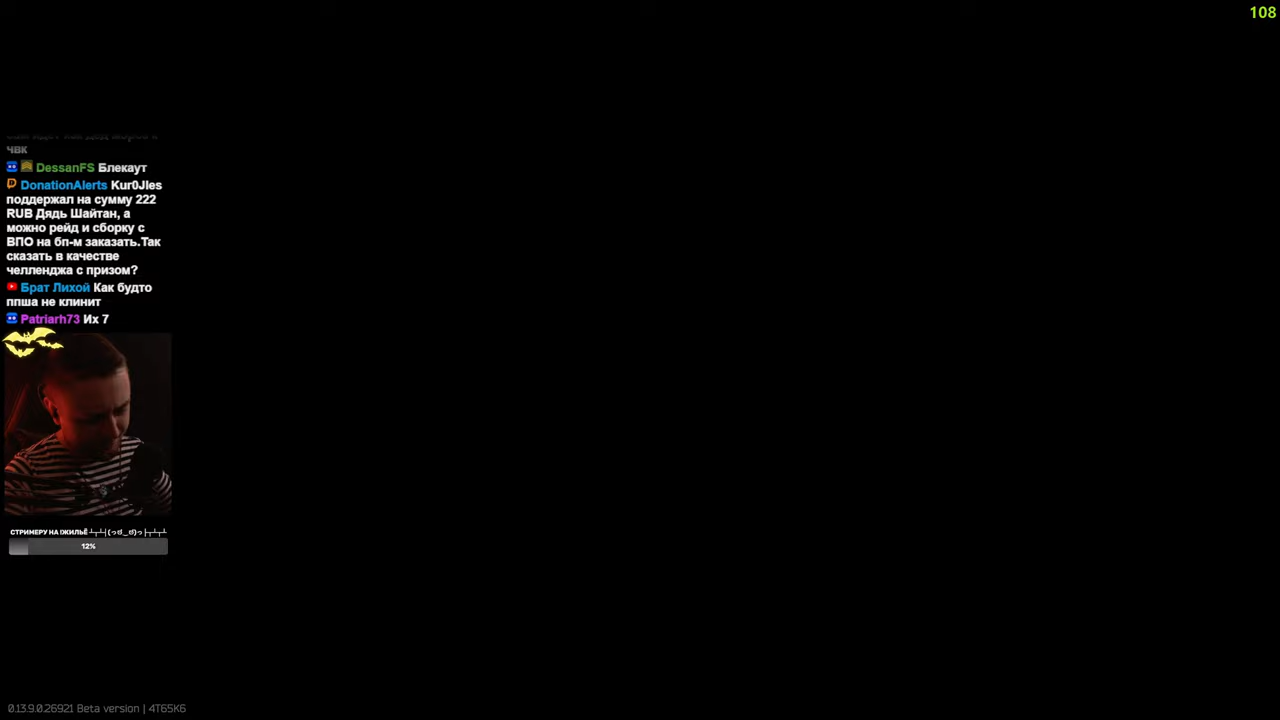 108
чвк
DessanFS Блекаут
DonationAlerts Kur0Jles
поддержал на сумму 222
RUB Дядь Шайтан, а
можно рейд и сборку с
ВПО на бп-м заказать.Так
сказать в качестве
челленджа с призом?
Брат Лихой Как будто
ппша не клинит
Patriarh73 Их 7
СТРИМЕРУ НА
12%
0.13.9.0.26921 Beta version | 4T65K6